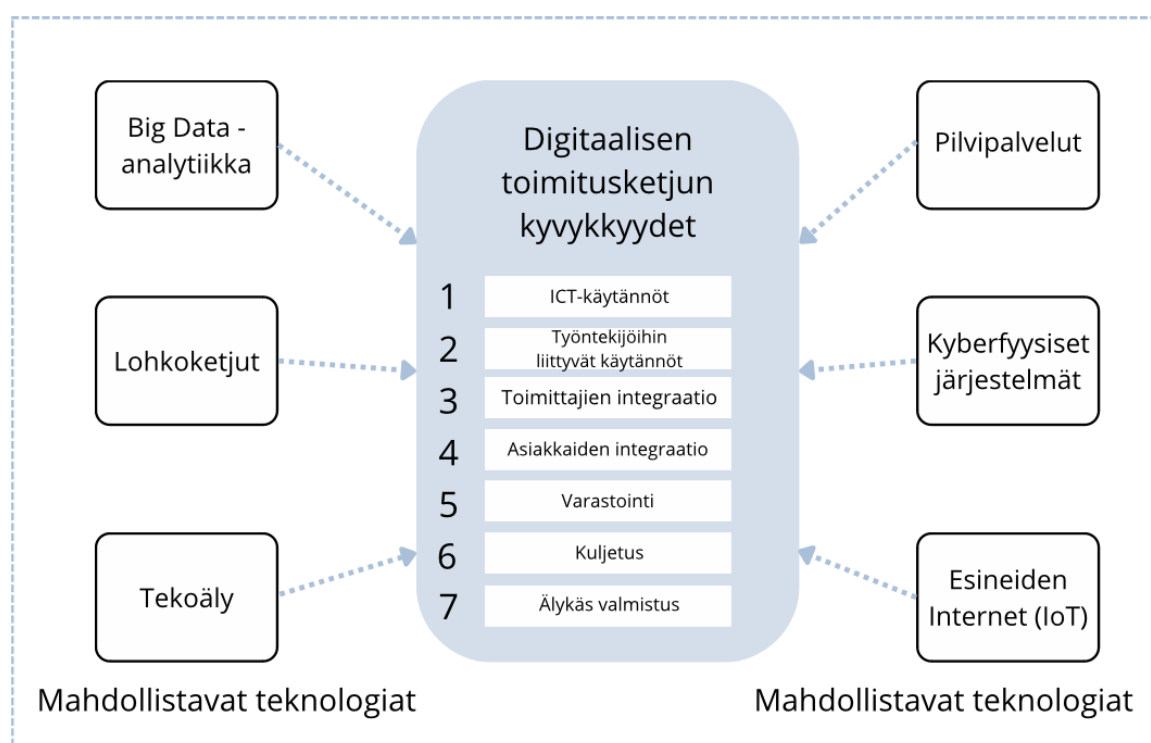 Big Data -
analytiikka
Lohkoketjut
Tekoäly
Mahdollistavat teknologiat
Digitaalisen
toimitusketjun
kyvykkyydet
1 ICT-käytännöt
2 Työntekijöihin
liittyvät käytännöt
3 Toimittajien integraatio
4 Asiakkaiden integraatio
5 Varastointi
6 Kuljetus
7 Älykäs valmistus
Pilvipalvelut
Kyberfyysiset
järjestelmät
Esineiden
Internet (IoT)
Mahdollistavat teknologiat